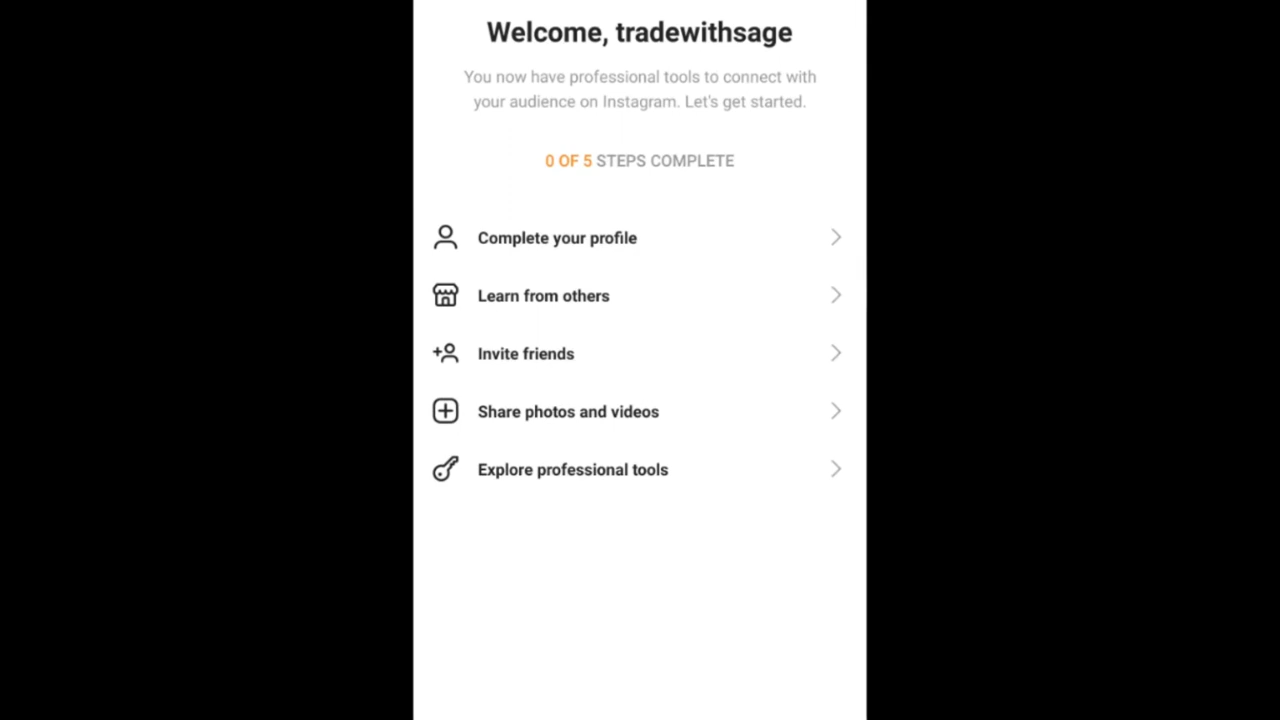 Welcome, tradewithsage
You now have professional tools to connect with
your audience on Instagram. Let's get started.
0 OF 5 STEPS COMPLETE
Complete your profile
Learn from others
Invite friends
Share photos and videos
Explore professional tools